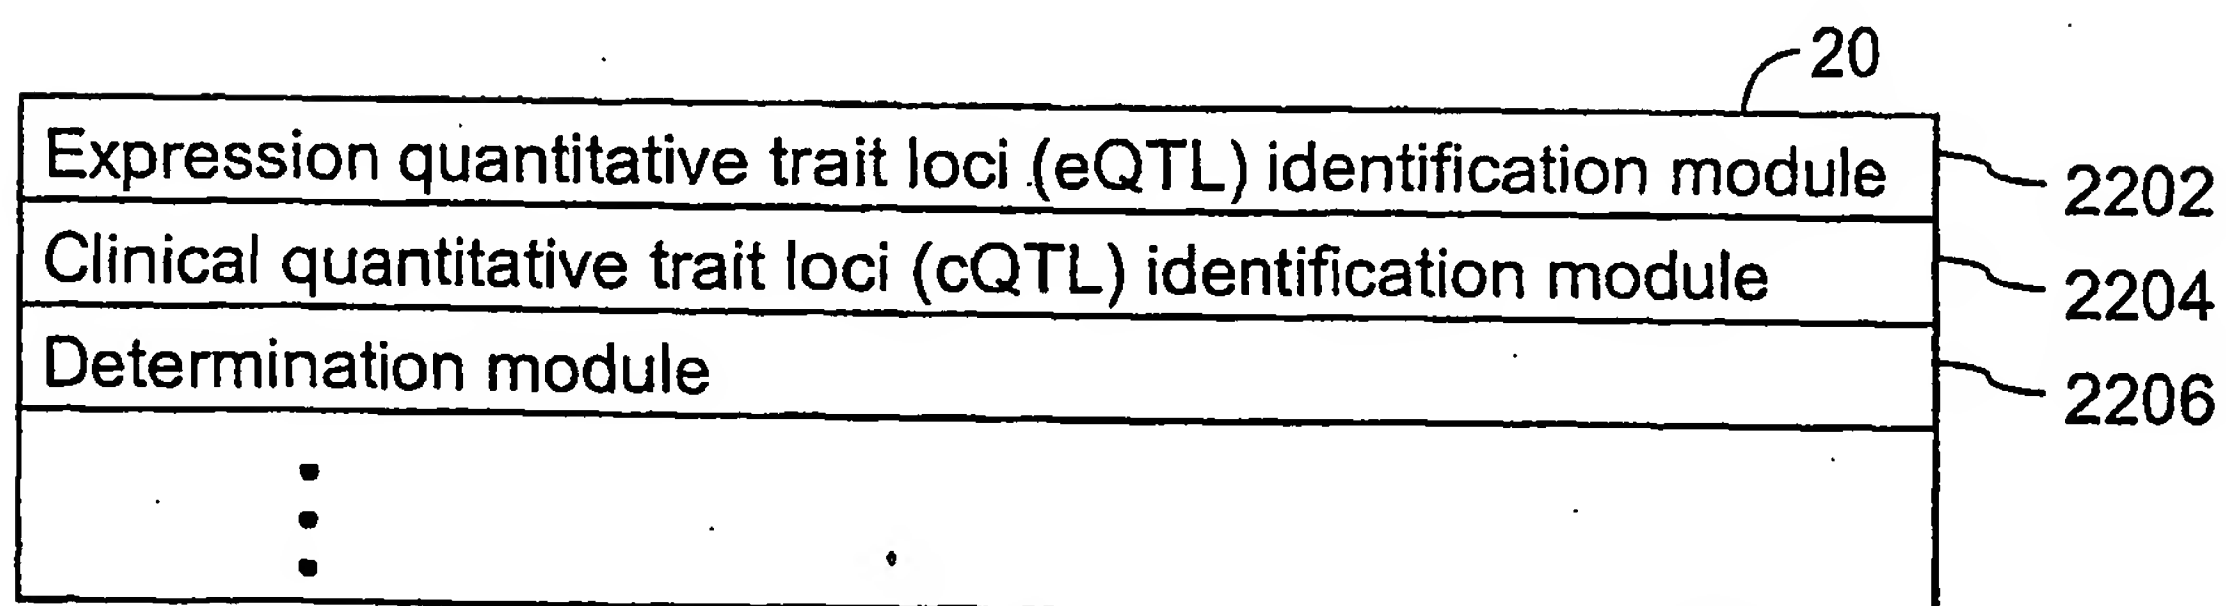 20
Expression quantitative trait loci (eQTL) identification module
2202
Clinical quantitative trait loci (cQTL) identification module
2204
Determination module
2206